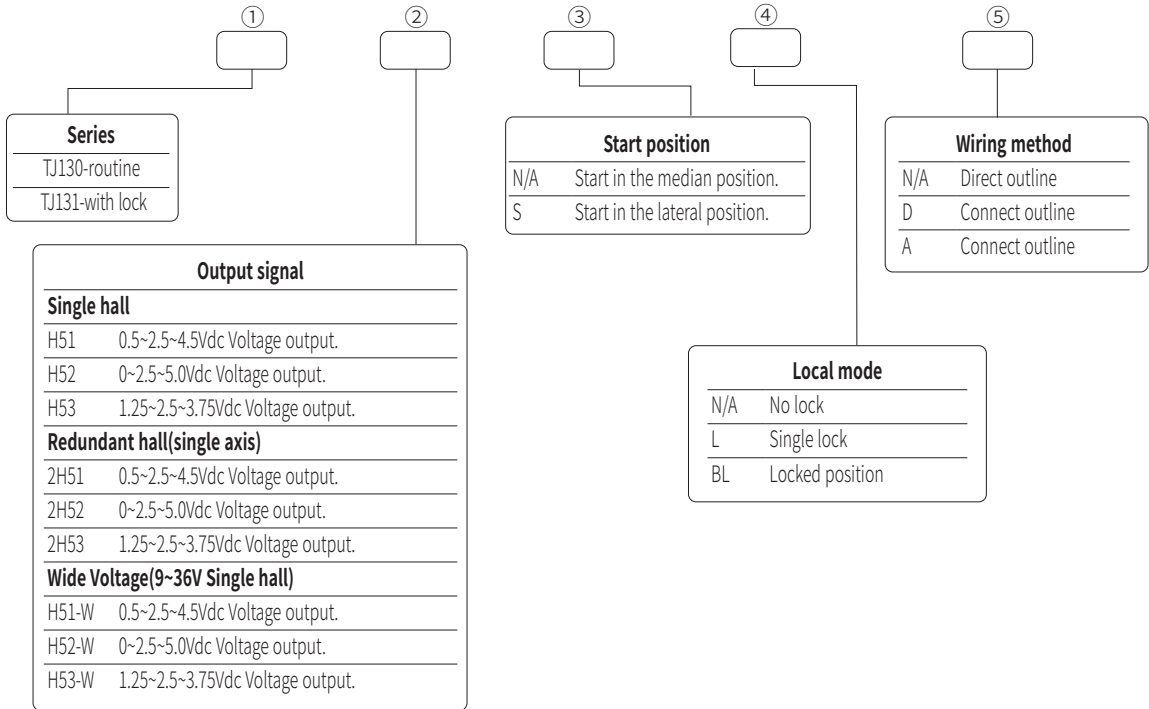 ① ② ③ ④ ⑤
Series
TJ130-routine
TJ131-with lock
Output signal
Single hall
H51 0.5~2.5~4.5Vdc Voltage output.
H52 0~2.5~5.0Vdc Voltage output.
H53 1.25~2.5~3.75Vdc Voltage output.
Redundant hall(single axis)
2H51 0.5~2.5~4.5Vdc Voltage output.
2H52 0~2.5~5.0Vdc Voltage output.
2H53 1.25~2.5~3.75Vdc Voltage output.
Wide Voltage(9~36V Single hall)
H51-W 0.5~2.5~4.5Vdc Voltage output.
H52-W 0~2.5~5.0Vdc Voltage output.
H53-W 1.25~2.5~3.75Vdc Voltage output.
Start position
N/A Start in the median position.
S Start in the lateral position.
Local mode
N/A No lock
L Single lock
BL Locked position
Wiring method
N/A Direct outline
D Connect outline
A Connect outline